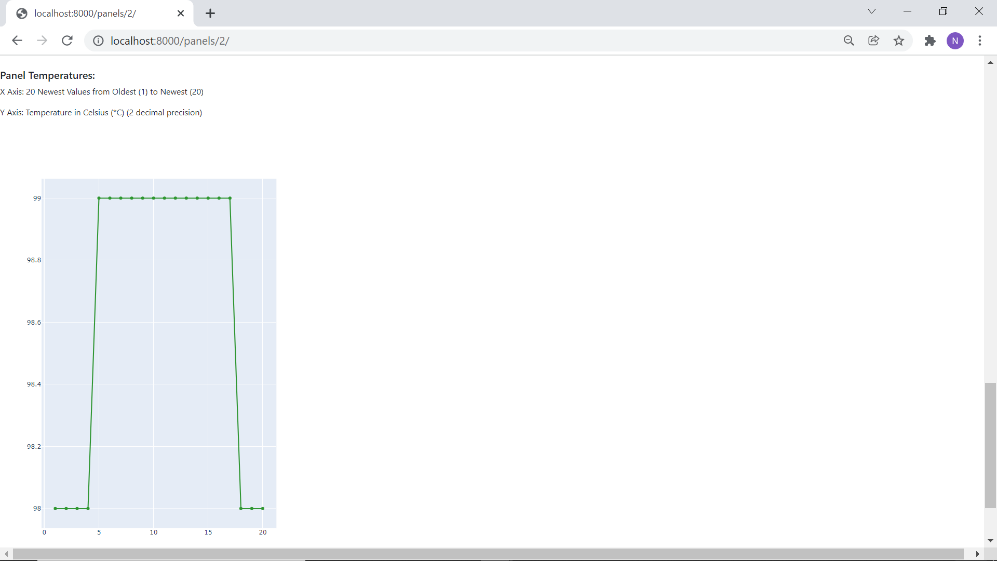 localhost:8000/panels/2/
localhost:8000/panels/2/
N
Panel Temperatures:
X Axis: 20 Newest Values from Oldest (1) to Newest (20)
Y Axis: Temperature in Celsius (°C) (2 decimal precision)
99
98.8
98.6
98.4
98.2
98
0 5 10 15 20